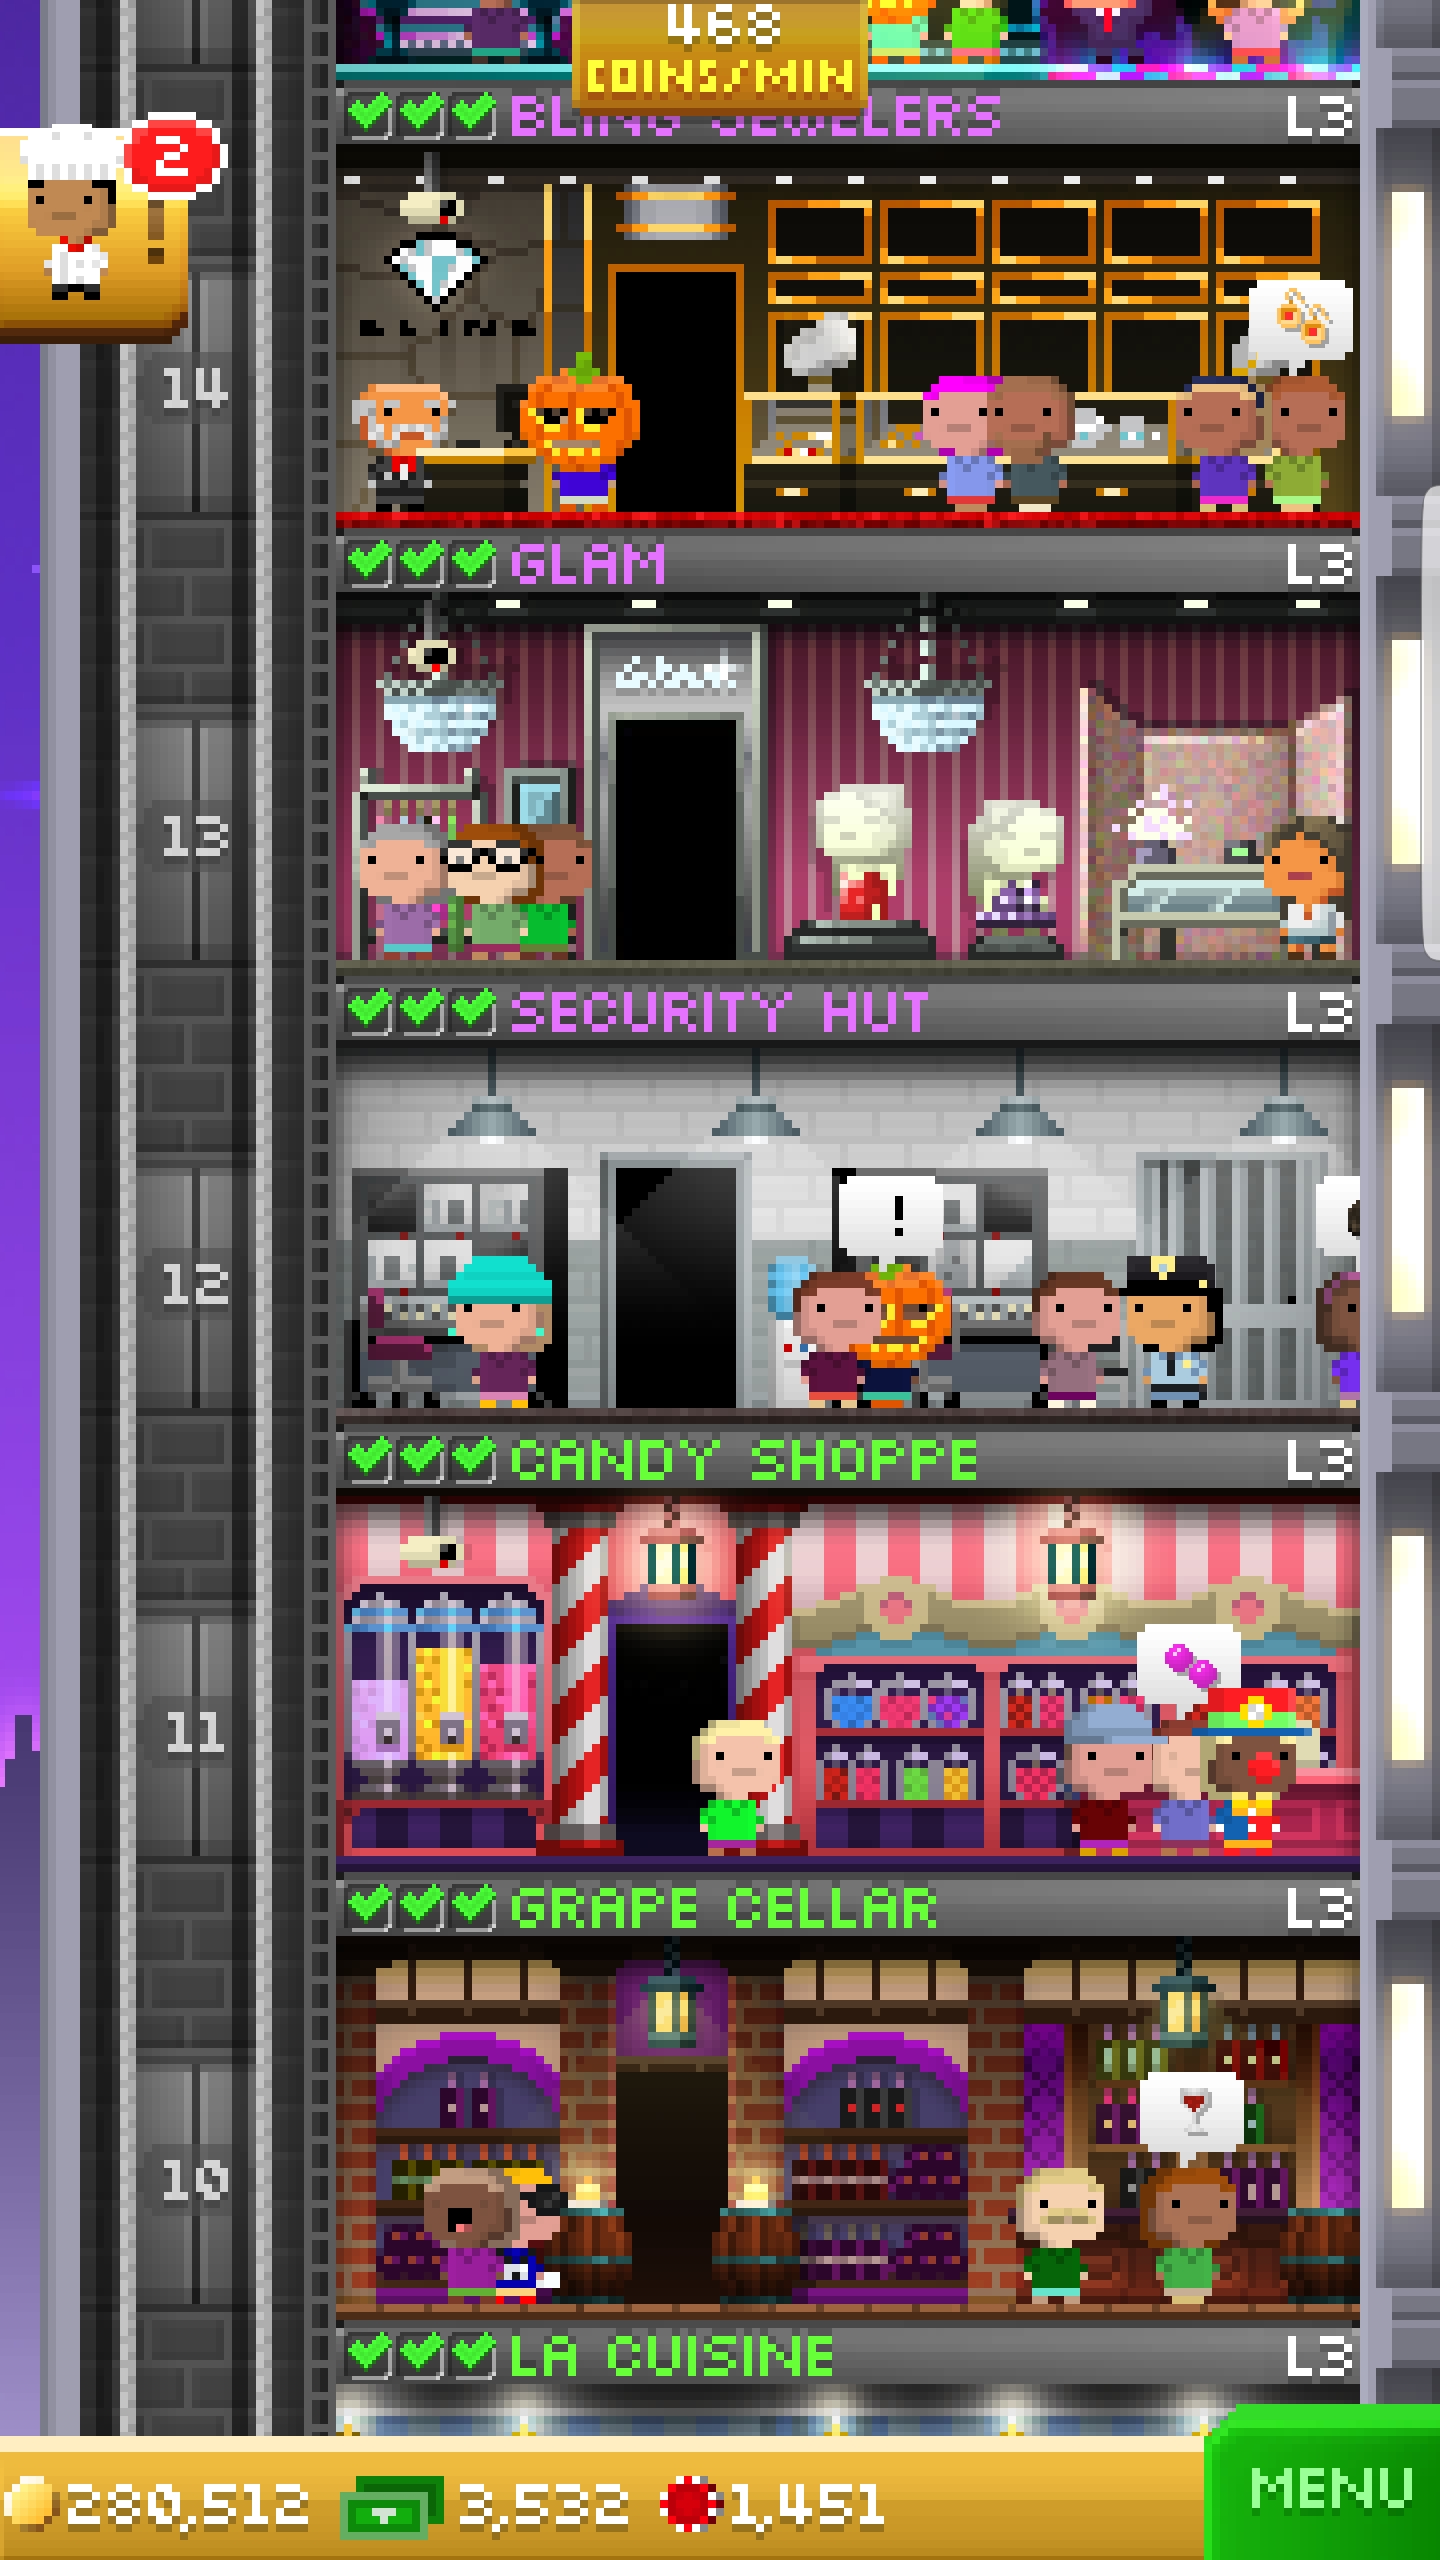 468
COINS/MIN
BLING JEWELERS L3
2
!
BLING
14
GLAM L3
13
SECURITY HUT L3
!
12
CANDY SHOPPE L3
11
GRAPE CELLAR L3
10
LA CUISINE L3
280,512 3,532 1,451
MENU